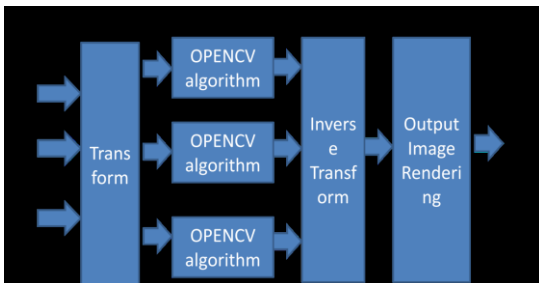 OPENCV
algorithm
OPENCV
algorithm
OPENCV
algorithm
Trans
form
Invers
e
Transf
orm
Output
Image
Renderi
ng